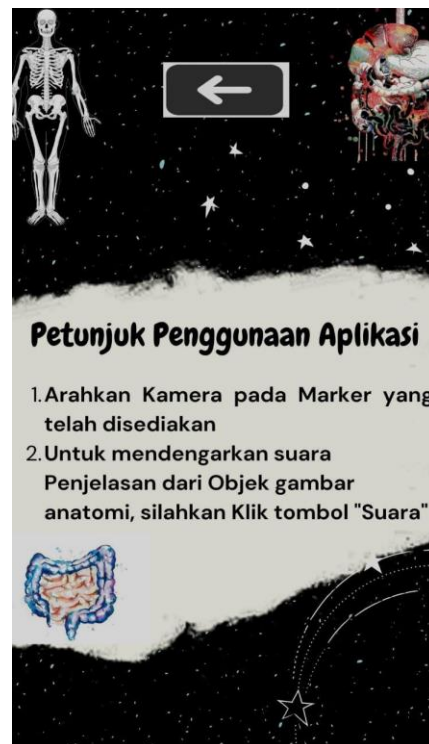 Petunjuk Penggunaan Aplikasi
1. Arahkan Kamera pada Marker yang
telah disediakan
2. Untuk mendengarkan suara
Penjelasan dari Objek gambar
anatomi, silahkan Klik tombol "Suara"